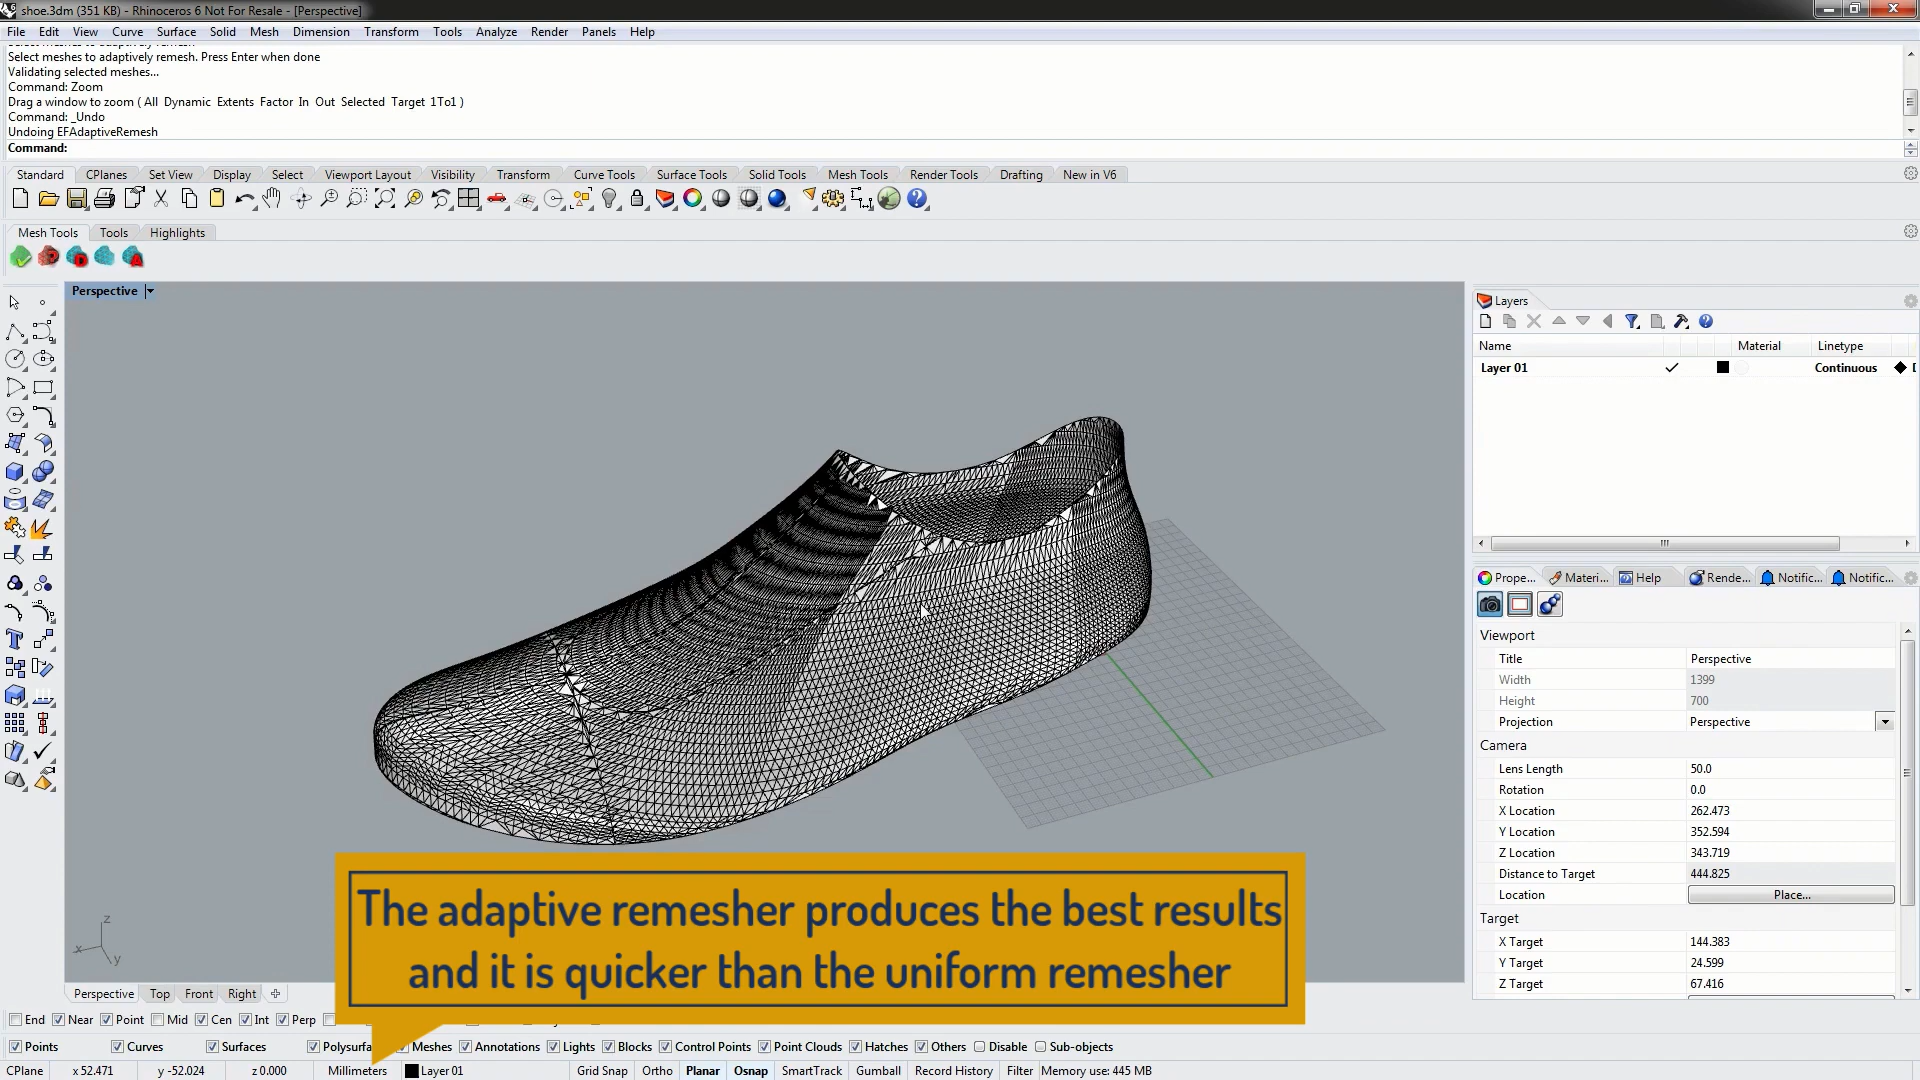 shoe.3dm (351 KB) - Rhinoceros 6 Not For Resale - [Perspective]
File Edit View Curve Surface Solid Mesh Dimension Transform Tools Analyze Render Panels Help
Select meshes to adaptively remesh. Press Enter when done
Validating selected meshes...
Command: Zoom
Drag a window to zoom ( All Dynamic Extents Factor In Out Selected Target 1To1 )
Command: _Undo
Undoing EFAdaptiveRemesh
Command:
Standard CPlanes Set View Display Select Viewport Layout Visibility Transform Curve Tools Surface Tools Solid Tools Mesh Tools Render Tools Drafting New in V6
Mesh Tools Tools Highlights
Perspective
Layers
Name Material Linetype
Layer 01 Continuous
Prope... Materi... Help Rende... Notific... Notific...
Viewport
Title Perspective
Width 1399
Height 700
Projection Perspective
Camera
Lens Length 50.0
Rotation 0.0
X Location 262.473
Y Location 352.594
Z Location 343.719
Distance to Target 444.825
Location Place...
Target
X Target 144.383
Y Target 24.599
Z Target 67.416
z
x
y
The adaptive remesher produces the best results
and it is quicker than the uniform remesher
Perspective Top Front Right
End Near Point Mid Cen Int Perp
Points Curves Surfaces Polysurfa Meshes Annotations Lights Blocks Control Points Point Clouds Hatches Others Disable Sub-objects
CPlane x 52.471 y -52.024 z 0.000 Millimeters Layer 01 Grid Snap Ortho Planar Osnap SmartTrack Gumball Record History Filter Memory use: 445 MB